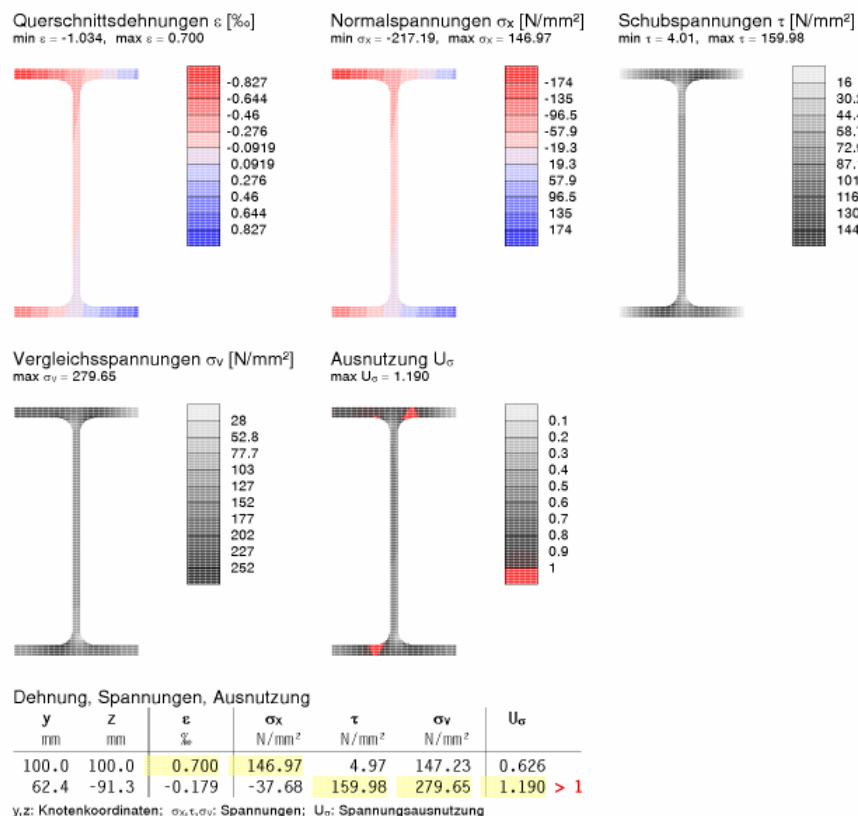 Querschnittsdehnungen ε [‰]
min ε = -1.034, max ε = 0.700
-0.827
-0.644
-0.46
-0.276
-0.0919
0.0919
0.276
0.46
0.644
0.827
Normalspannungen σx [N/mm²]
min σx = -217.19, max σx = 146.97
-174
-135
-96.5
-57.9
-19.3
19.3
57.9
96.5
135
174
Schubspannungen τ [N/mm²]
min τ = 4.01, max τ = 159.98
16
101
116
130
144
Vergleichsspannungen σv [N/mm²]
max σv = 279.65
28
52.8
77.7
103
127
152
177
202
227
252
Ausnutzung Uσ
max Uσ = 1.190
0.1
0.2
0.3
0.4
0.5
0.6
0.7
0.8
0.9
1
Dehnung, Spannungen, Ausnutzung
y z ε σx τ σv Uσ
mm mm ‰ N/mm² N/mm² N/mm²
100.0 100.0 0.700 146.97 4.97 147.23 0.626
62.4 -91.3 -0.179 -37.68 159.98 279.65 1.190 > 1
y,z: Knotenkoordinaten; σx,τ,σv: Spannungen; Uσ: Spannungsausnutzung